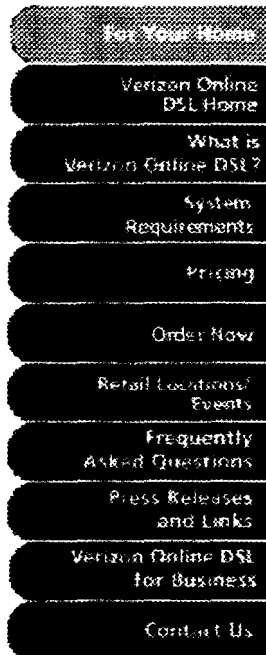 For Your Home
Verizon Online
DSL Home
What is
Verizon Online DSL?
System
Requirements
Pricing
Order Now
Retail Locations/
Events
Frequently
Asked Questions
Press Releases
and Links
Verizon Online DSL
for Business
Contact Us